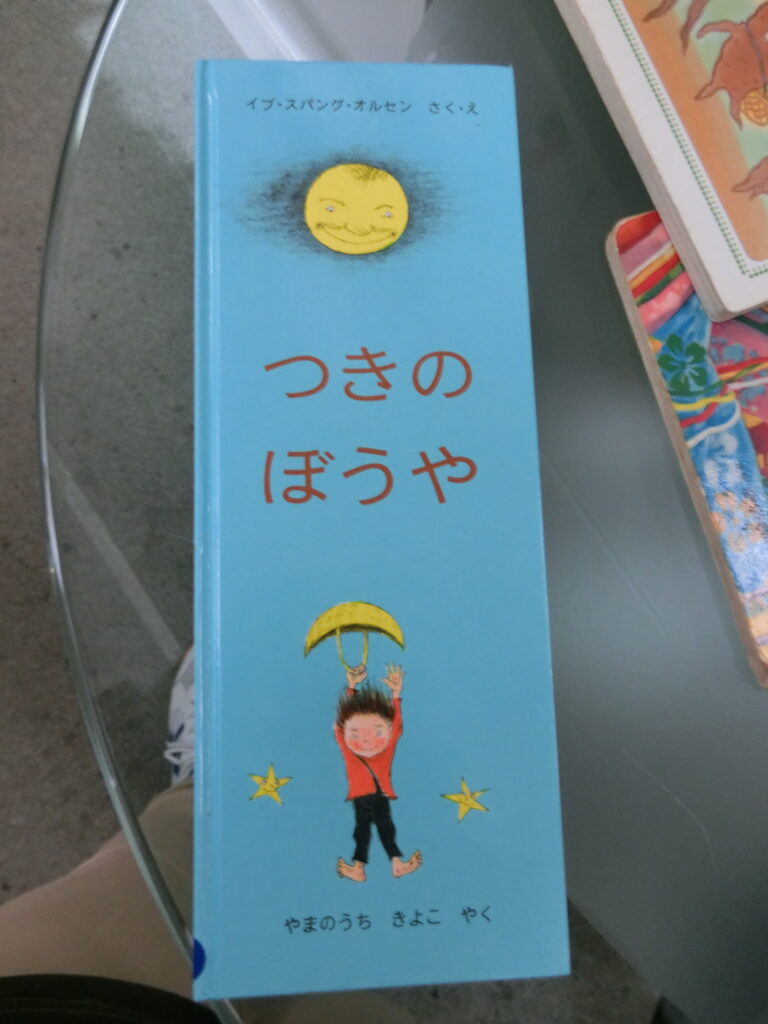 イブ・スパング・オルセン さく・え
つきの
ぼうや
やまのうち きよこ やく